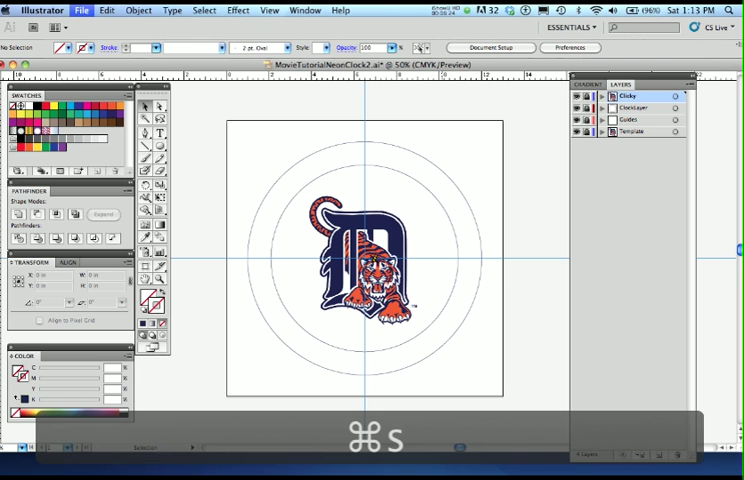 Illustrator File Edit Object Type Select Effect View Window Help
32 (96%) Sat 1:13 PM
ESSENTIALS CS Live
No Selection Stroke: 2 pt. Oval Style: Opacity: 100 % Document Setup Preferences
MovieTutorialNeonClock2.ai* @ 50% (CMYK/Preview)
SWATCHES
PATHFINDER
Shape Modes:
Expand
Pathfinders:
TRANSFORM ALIGN
X: 0 in W: 0 in
Y: 0 in H: 0 in
Align to Pixel Grid
COLOR
C %
M %
Y %
K %
GRADIENT LAYERS
Clicky
ClockLayer
Guides
Template
D
⌘S
Selection
4 Layers